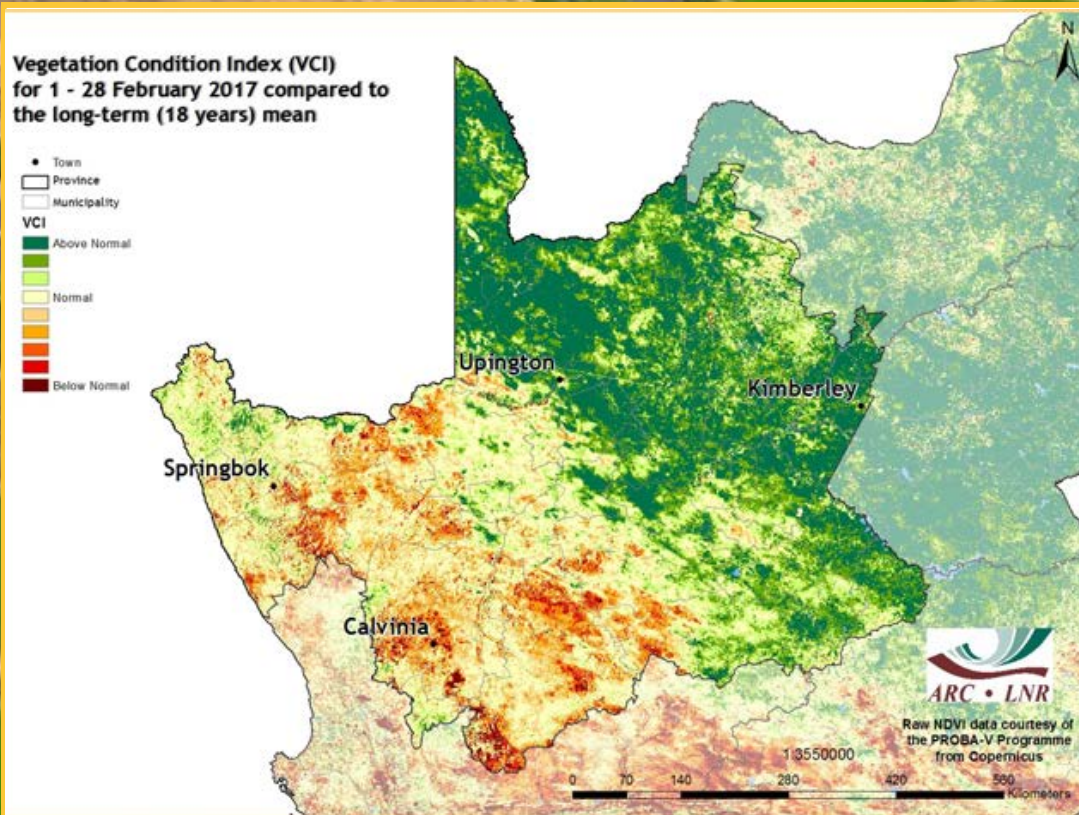 Vegetation Condition Index (VCI)
for 1 - 28 February 2017 compared to
the long-term (18 years) mean
N
Town
Province
Municipality
VCI
Above Normal
Normal
Below Normal
Upington
Kimberley
Springbok
Calvinia
ARC • LNR
Raw NDVI data courtesy of
the PROBA-V Programme
from Copernicus
1:3550000
0 70 140 280 420 560
Kilometers